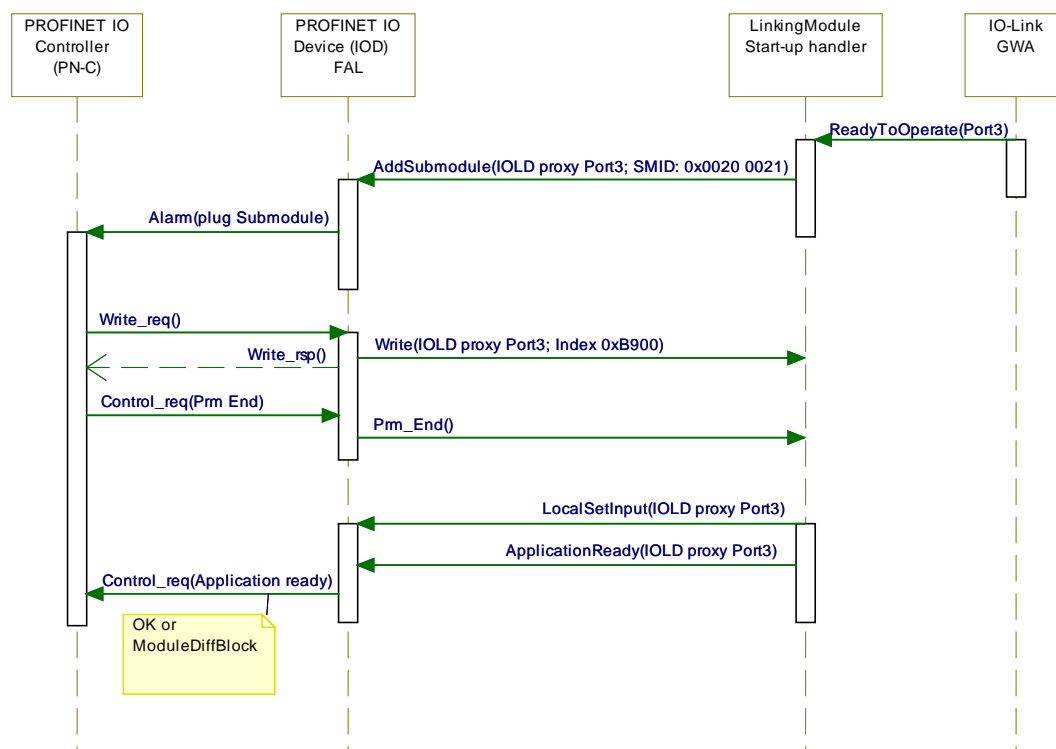 PROFINET IO
Controller
(PN-C)
PROFINET IO
Device (IOD)
FAL
LinkingModule
Start-up handler
IO-Link
GWA
ReadyToOperate(Port3)
AddSubmodule(IOLD proxy Port3; SMID: 0x0020 0021)
Alarm(plug Submodule)
Write_req()
Write(IOLD proxy Port3; Index 0xB900)
Write_rsp()
Control_req(Prm End)
Prm_End()
LocalSetInput(IOLD proxy Port3)
ApplicationReady(IOLD proxy Port3)
Control_req(Application ready)
OK or
ModuleDiffBlock